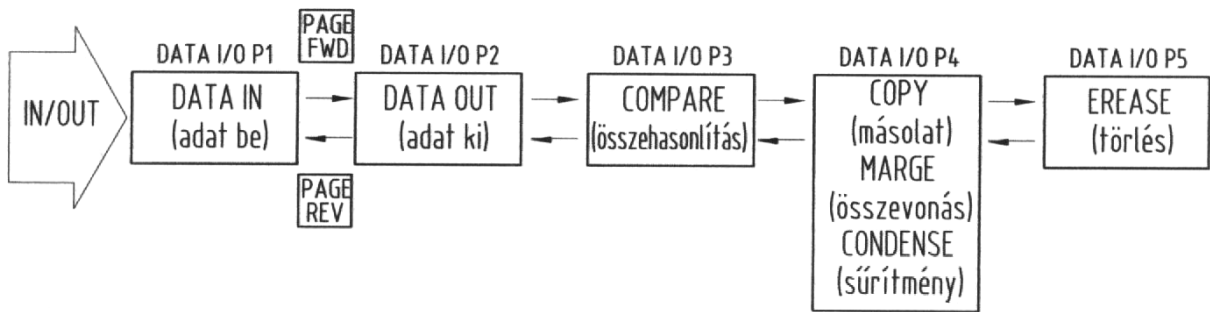 IN/OUT
DATA I/O P1
DATA IN
(adat be)
PAGE
FWD
PAGE
REV
DATA I/O P2
DATA OUT
(adat ki)
DATA I/O P3
COMPARE
(összehasonlítás)
DATA I/O P4
COPY
(másolat)
MARGE
(összevonás)
CONDENSE
(sűrítmény)
DATA I/O P5
EREASE
(törlés)